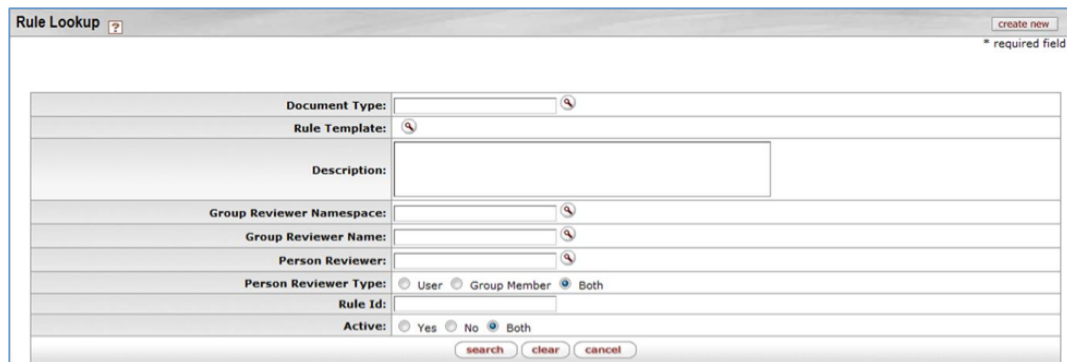 Rule Lookup ?
create new
* required field
Document Type:
Rule Template:
Description:
Group Reviewer Namespace:
Group Reviewer Name:
Person Reviewer:
Person Reviewer Type: User Group Member Both
Rule Id:
Active: Yes No Both
search clear cancel